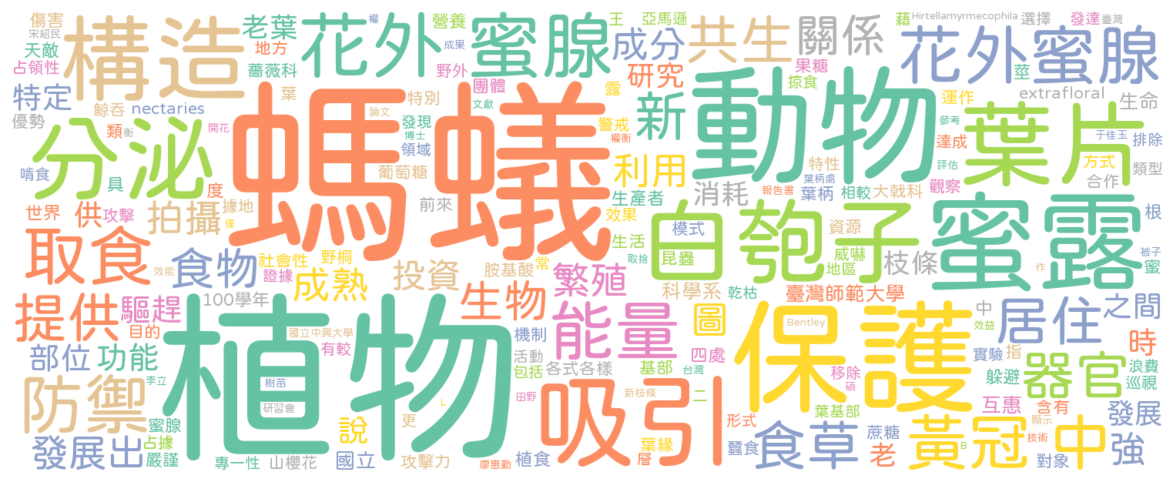 傷害
宋紹民
天敵
占領性
構造
老葉
地方
薔薇科
花外蜜腺
營養
野外
王
團體
亞馬遜
成分
研究
共生
關係
果糖
掠食
藉
Hirtellamyrmecophila
選擇
發達
臺灣
權
成果
花外蜜腺
莖
extrafloral
生命
特定
優勢
鯨吞
nectaries
葉
類
衡
開花
論文
特別
文獻
露
警戒
新
動物
運作
參考
達成
葉片
于佳玉
排除
方式
合作
類型
啃食
具
分泌
螞蟻
發現
博士
領域
葡萄糖
權衡
利用
特性
葉柄處
評估
度
世界
供
攻擊
拍攝
據地
前來
生產者
效果
消耗
報告書
葉柄
相較
大戟科
觀察
根
取食
食物
社會性
證據
野桐
僅
效能
生活
模式
取捨
昆蟲
白匏子
資源
威嚇
地區
枝條
蜜露
被子
蜜
作
提供
驅趕
目的
100學年
成熟
投資
胺基酸
常
生物
繁殖
科學系
乾枯
臺灣師範大學
中
居住
之間
部位
功能
李立
植物
國立中興大學
有較
機制
活動
包括
各式各樣
能量
圖
四處
基部
台灣
保護
Bentley
效益
實驗
指
躲避
器官
時
浪費
巡視
防禦
樹苗
研習會
更
L
田野
新枝條
二
移除
碩
互惠
含有
發展
發展出
蜜腺
占據
嚴謹
專一性
山櫻花
國立
說
攻擊力
廖惠勤
植食
蠶食
吸引
葉緣
層
形式
葉基部
食草
蔗糖
老
黃冠
日
顯示
技術
中
對象
強